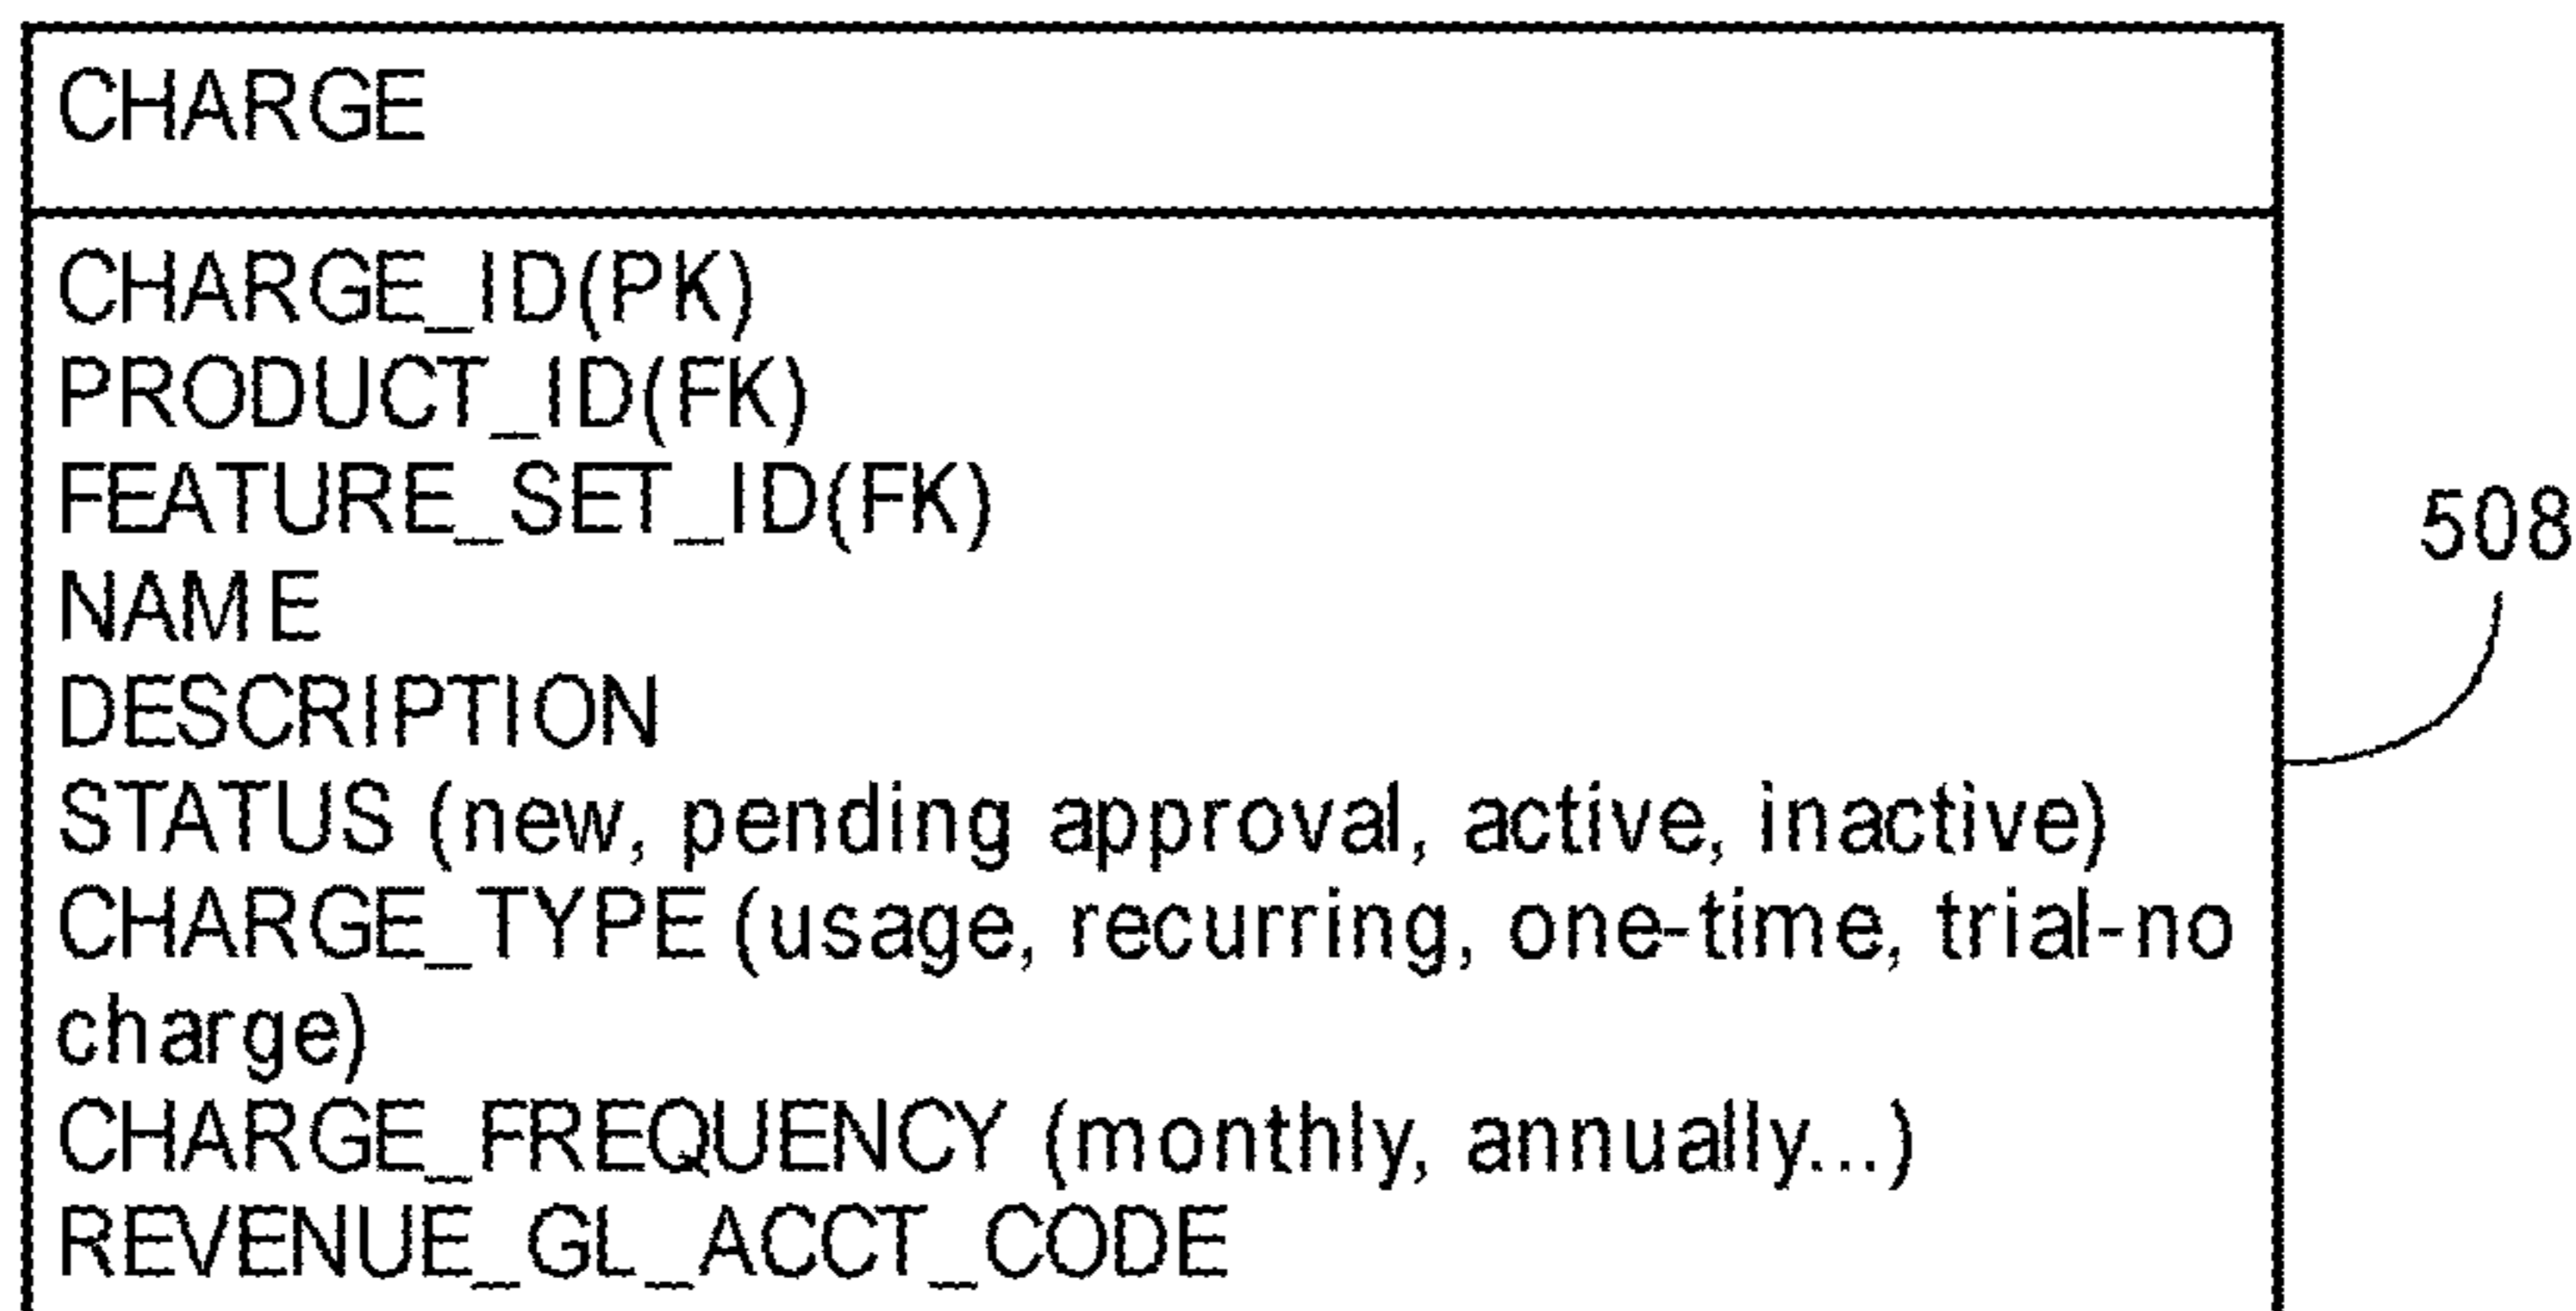 CHARGE
CHARGE_ID(PK)
PRODUCT_ID(FK)
FEATURE_SET_ID(FK)
NAME
DESCRIPTION
STATUS (new, pending approval, active, inactive)
CHARGE_TYPE (usage, recurring, one-time, trial-no
charge)
CHARGE_FREQUENCY (monthly, annually...)
REVENUE_GL_ACCT_CODE
508